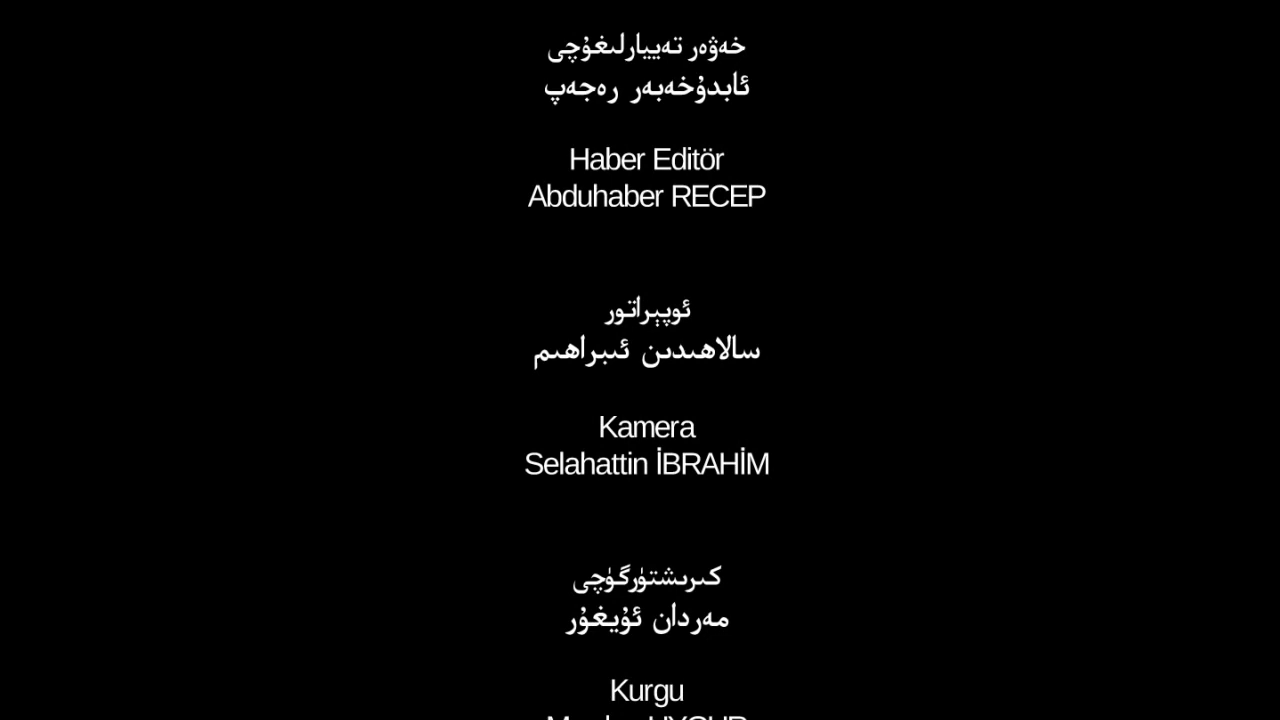 خەۋەر تەييارلىغۇچى
ئابدۇخەبەر رەجەپ
Haber Editör
Abduhaber RECEP
ئوپېراتور
سالاھىدىن ئىبراھىم
Kamera
Selahattin İBRAHİM
كىرىشتۈرگۈچى
مەردان ئۇيغۇر
Kurgu